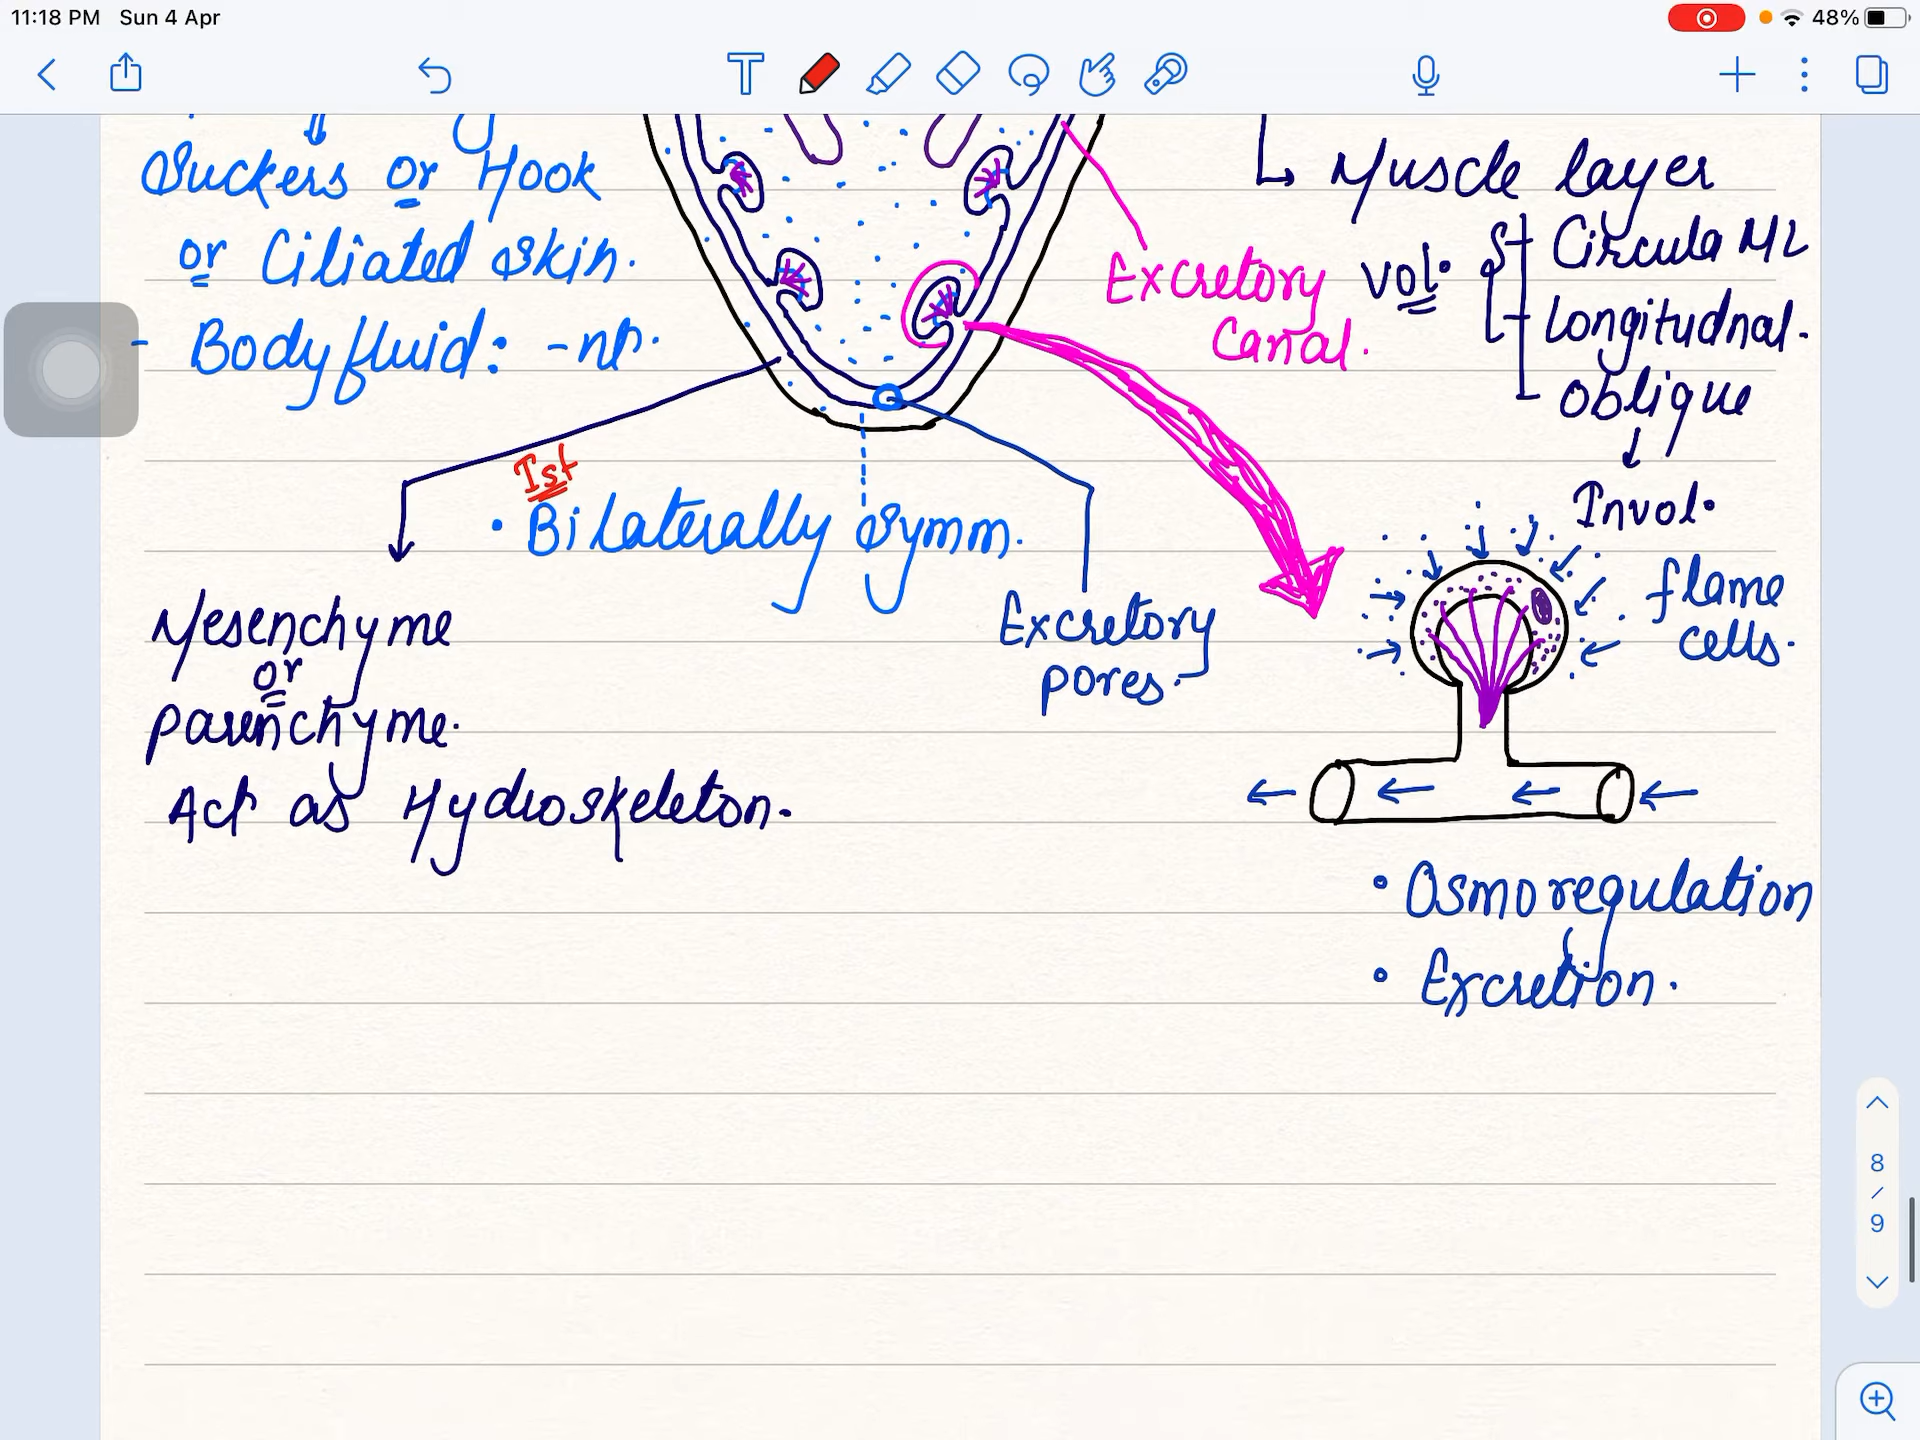 11:18 PM Sun 4 Apr
48%
T
Suckers or Hook
or Ciliated Skin.
- Body fluid:
Excretory
Canal.
Muscle layer
Vol.
Circula ML
Longitudnal.
Oblique
Invol.
Ist
• Bilaterally Symm.
Mesenchyme
or
Parenchyme.
Act as Hydroskeleton.
Excretory
pores.
flame
cells.
• Osmoregulation
• Excretion.
8
/
9